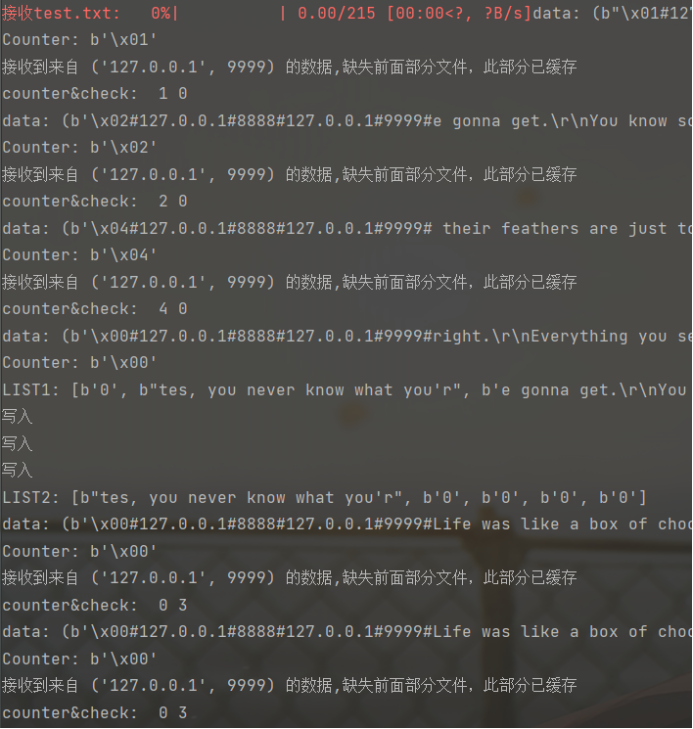 接收test.txt:   0%|          | 0.00/215 [00:00<?, ?B/s]data: (b"\x01#12
Counter: b'\x01'
接收到来自 ('127.0.0.1', 9999) 的数据,缺失前面部分文件，此部分已缓存
counter&check:  1 0
data: (b'\x02#127.0.0.1#8888#127.0.0.1#9999#e gonna get.\r\nYou know so
Counter: b'\x02'
接收到来自 ('127.0.0.1', 9999) 的数据,缺失前面部分文件，此部分已缓存
counter&check:  2 0
data: (b'\x04#127.0.0.1#8888#127.0.0.1#9999# their feathers are just to
Counter: b'\x04'
接收到来自 ('127.0.0.1', 9999) 的数据,缺失前面部分文件，此部分已缓存
counter&check:  4 0
data: (b'\x00#127.0.0.1#8888#127.0.0.1#9999#right.\r\nEverything you se
Counter: b'\x00'
LIST1: [b'0', b"tes, you never know what you'r", b'e gonna get.\r\nYou
写入
写入
写入
LIST2: [b"tes, you never know what you'r", b'0', b'0', b'0', b'0']
data: (b'\x00#127.0.0.1#8888#127.0.0.1#9999#Life was like a box of choc
Counter: b'\x00'
接收到来自 ('127.0.0.1', 9999) 的数据,缺失前面部分文件，此部分已缓存
counter&check:  0 3
data: (b'\x00#127.0.0.1#8888#127.0.0.1#9999#Life was like a box of choc
Counter: b'\x00'
接收到来自 ('127.0.0.1', 9999) 的数据,缺失前面部分文件，此部分已缓存
counter&check:  0 3